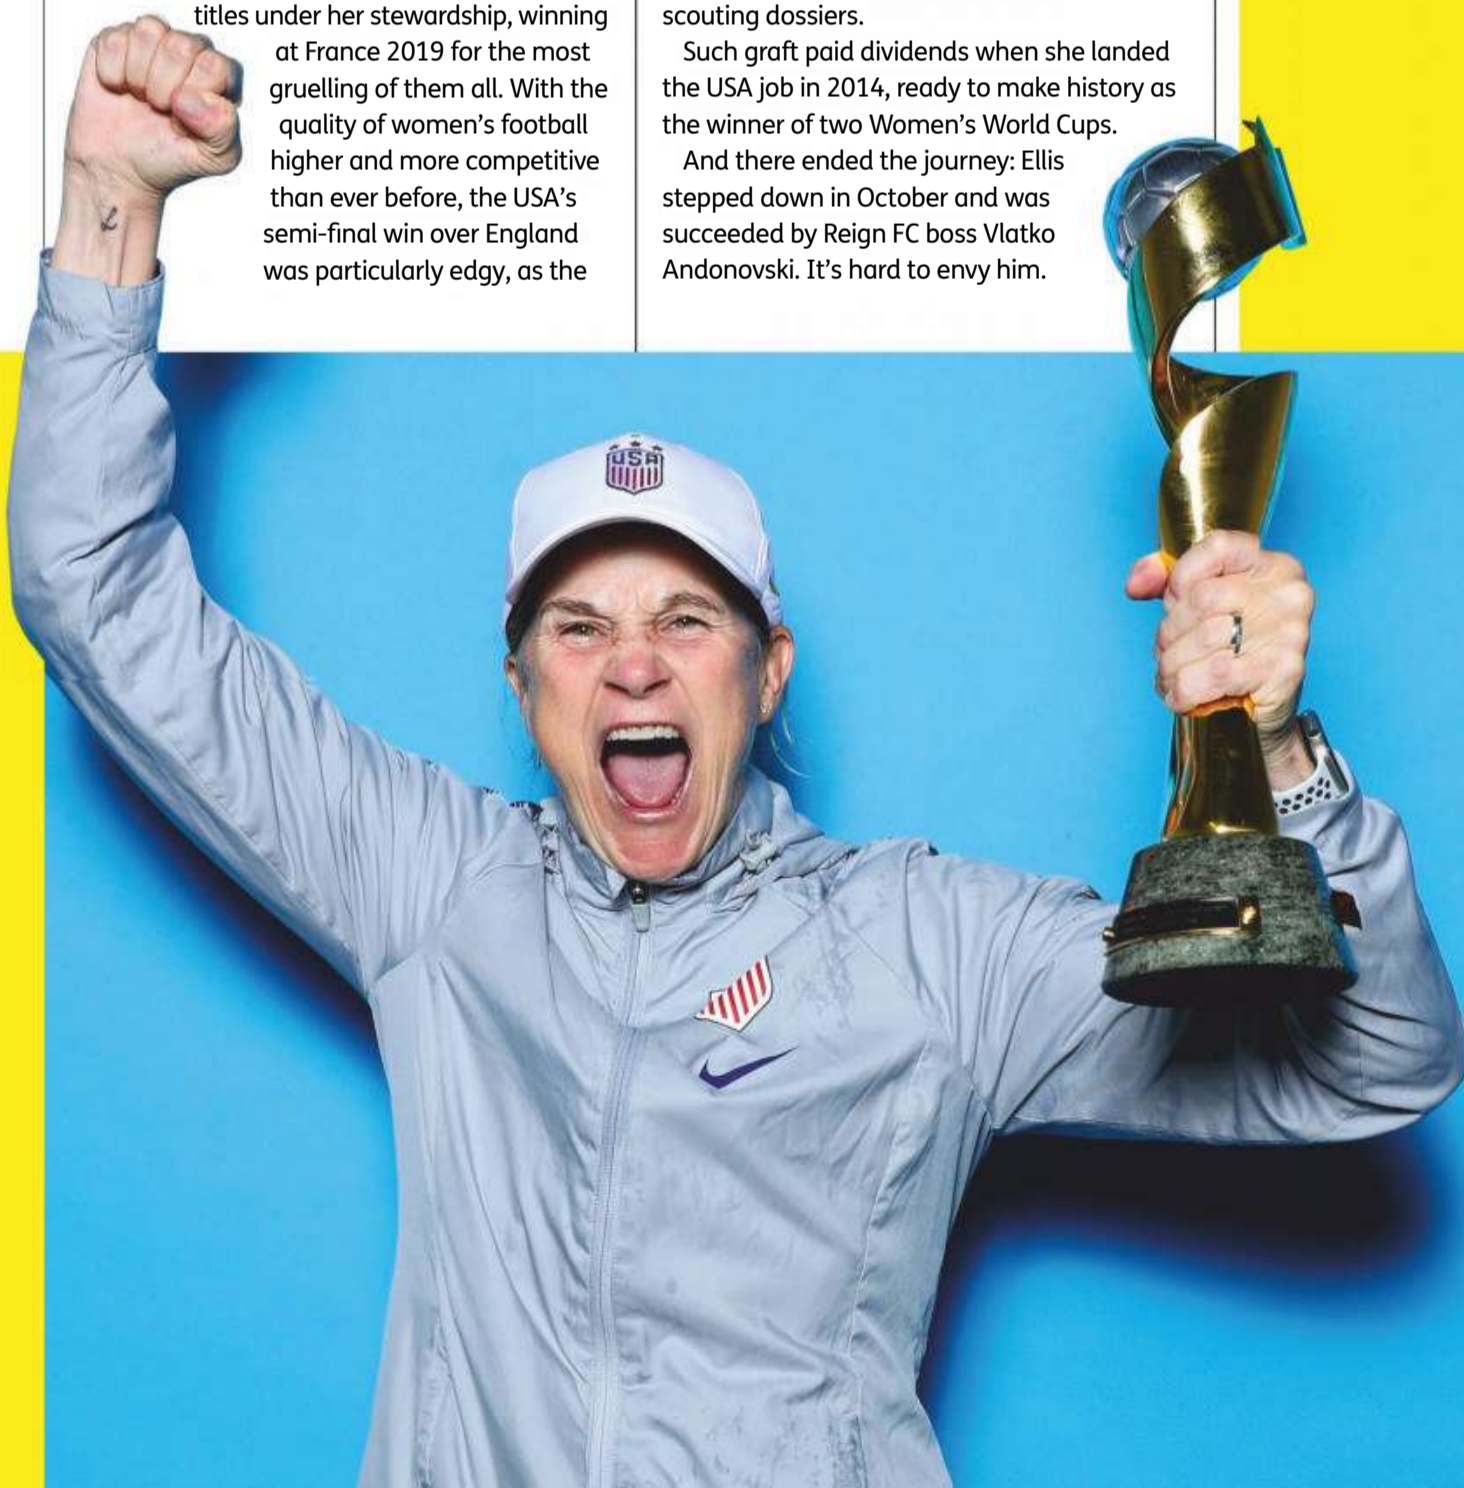 titles under her stewardship, winning
at France 2019 for the most
gruelling of them all. With the
quality of women’s football
higher and more competitive
than ever before, the USA’s
semi-final win over England
was particularly edgy, as the
scouting dossiers.
Such graft paid dividends when she landed
the USA job in 2014, ready to make history as
the winner of two Women’s World Cups.
And there ended the journey: Ellis
stepped down in October and was
succeeded by Reign FC boss Vlatko
Andonovski. It’s hard to envy him.
USA